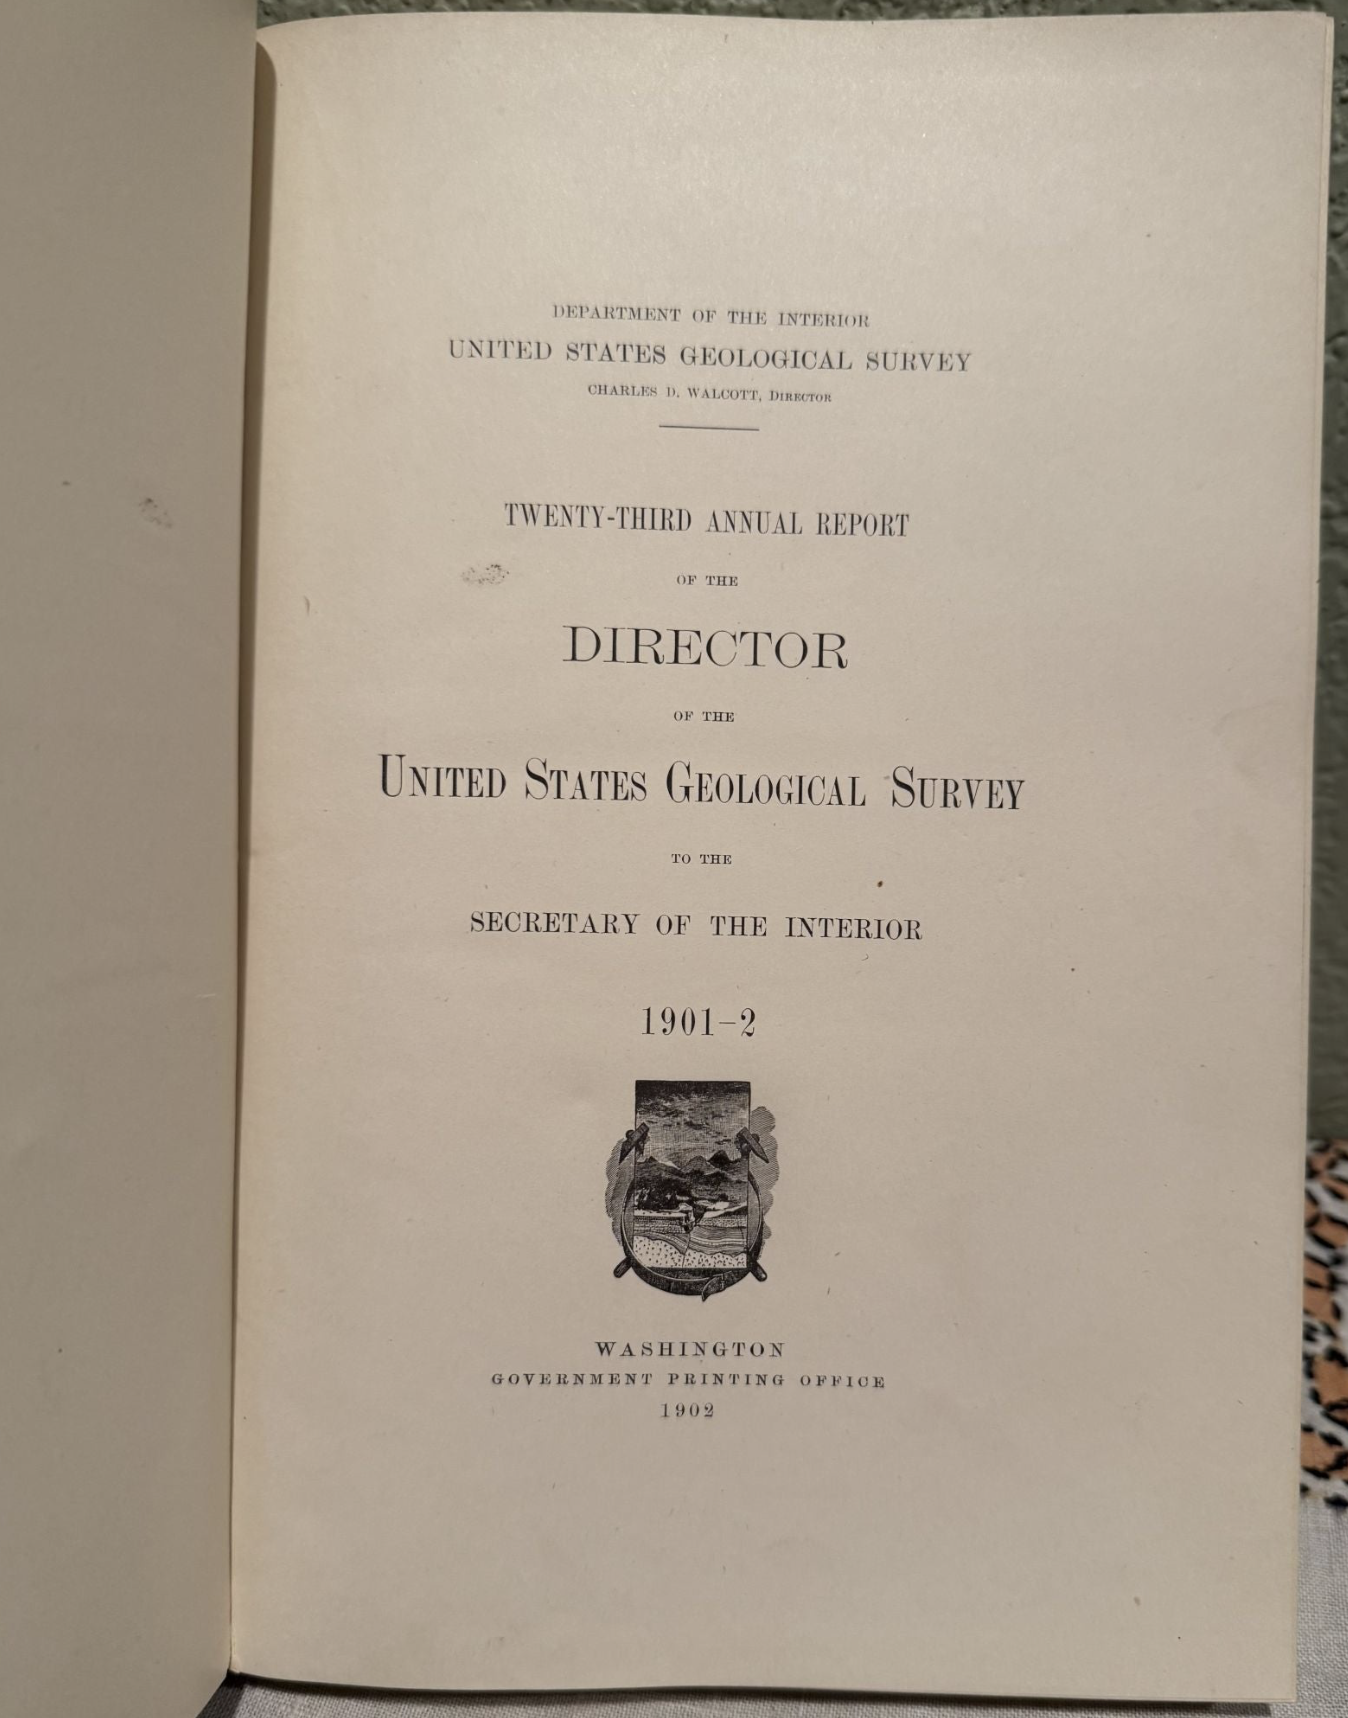 DEPARTMENT OF THE INTERIOR
UNITED STATES GEOLOGICAL SURVEY
CHARLES D. WALCOTT, DIRECTOR
TWENTY-THIRD ANNUAL REPORT
OF THE
DIRECTOR
OF THE
UNITED STATES GEOLOGICAL SURVEY
TO THE
SECRETARY OF THE INTERIOR
1901–2
WASHINGTON
GOVERNMENT PRINTING OFFICE
1902